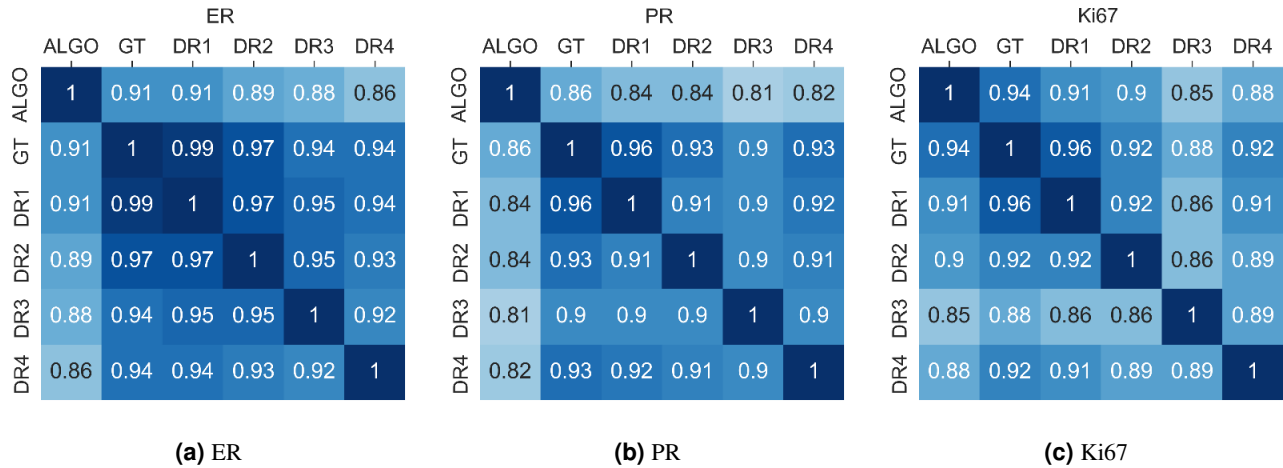 ER
ALGO GT DR1 DR2 DR3 DR4
ALGO 1 0.91 0.91 0.89 0.88 0.86
GT 0.91 1 0.99 0.97 0.94 0.94
DR1 0.91 0.99 1 0.97 0.95 0.94
DR2 0.89 0.97 0.97 1 0.95 0.93
DR3 0.88 0.94 0.95 0.95 1 0.92
DR4 0.86 0.94 0.94 0.93 0.92 1
(a) ER
PR
ALGO GT DR1 DR2 DR3 DR4
ALGO 1 0.86 0.84 0.84 0.81 0.82
GT 0.86 1 0.96 0.93 0.9 0.93
DR1 0.84 0.96 1 0.91 0.9 0.92
DR2 0.84 0.93 0.91 1 0.9 0.91
DR3 0.81 0.9 0.9 0.9 1 0.9
DR4 0.82 0.93 0.92 0.91 0.9 1
(b) PR
Ki67
ALGO GT DR1 DR2 DR3 DR4
ALGO 1 0.94 0.91 0.9 0.85 0.88
GT 0.94 1 0.96 0.92 0.88 0.92
DR1 0.91 0.96 1 0.92 0.86 0.91
DR2 0.9 0.92 0.92 1 0.86 0.89
DR3 0.85 0.88 0.86 0.86 1 0.89
DR4 0.88 0.92 0.91 0.89 0.89 1
(c) Ki67